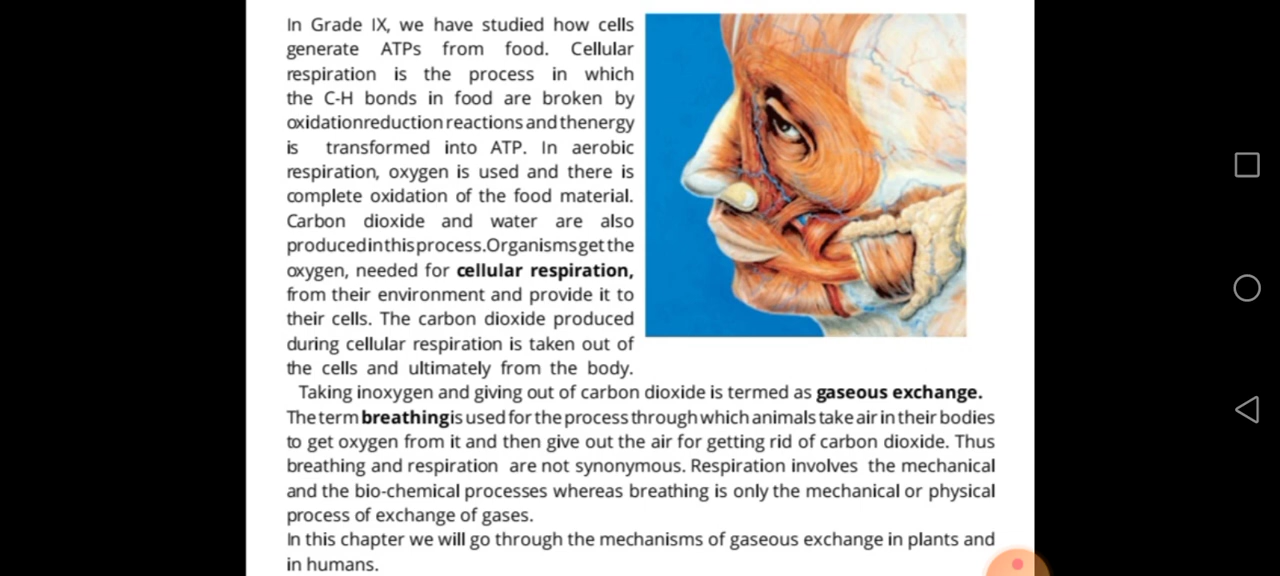 In Grade IX, we have studied how cells
generate ATPs from food. Cellular
respiration is the process in which
the C-H bonds in food are broken by
oxidationreduction reactions and thenergy
is transformed into ATP. In aerobic
respiration, oxygen is used and there is
complete oxidation of the food material.
Carbon dioxide and water are also
producedinthisprocess.Organismsgetthe
oxygen, needed for cellular respiration,
from their environment and provide it to
their cells. The carbon dioxide produced
during cellular respiration is taken out of
the cells and ultimately from the body.
Taking inoxygen and giving out of carbon dioxide is termed as gaseous exchange.
The term breathingis used for the process through which animals take air in their bodies
to get oxygen from it and then give out the air for getting rid of carbon dioxide. Thus
breathing and respiration are not synonymous. Respiration involves the mechanical
and the bio-chemical processes whereas breathing is only the mechanical or physical
process of exchange of gases.
In this chapter we will go through the mechanisms of gaseous exchange in plants and
in humans.